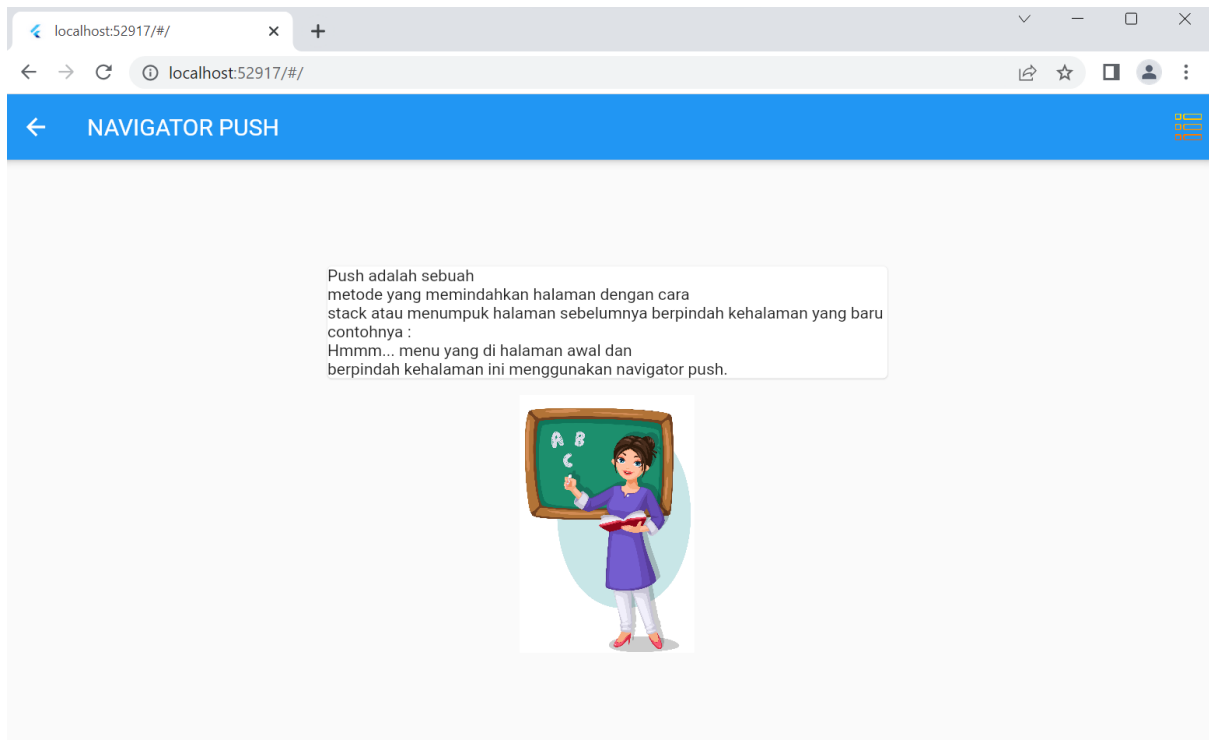 localhost:52917/#/
localhost:52917/#/
NAVIGATOR PUSH
Push adalah sebuah
metode yang memindahkan halaman dengan cara
stack atau menumpuk halaman sebelumnya berpindah kehalaman yang baru
contohnya :
Hmmm... menu yang di halaman awal dan
berpindah kehalaman ini menggunakan navigator push.
A B
C